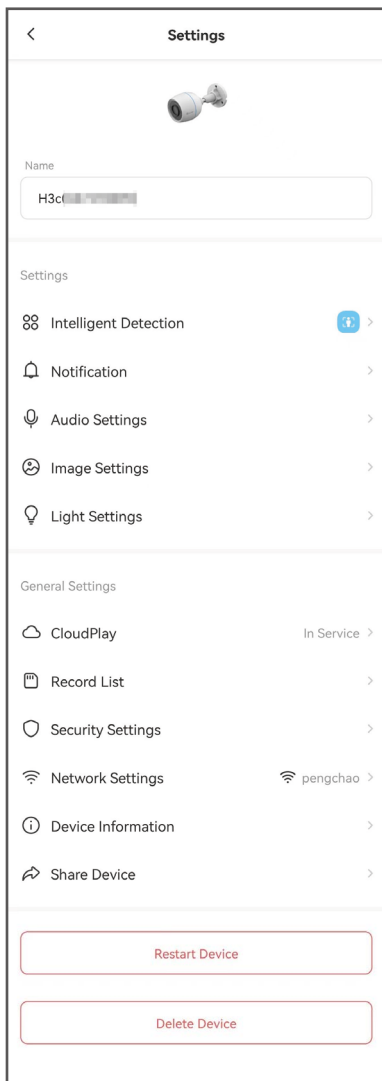 Settings
Name
Settings
Intelligent Detection
Notification
Audio Settings
Image Settings
Light Settings
General Settings
CloudPlay In Service
Record List
Security Settings
Network Settings pengchao
Device Information
Share Device
Restart Device
Delete Device